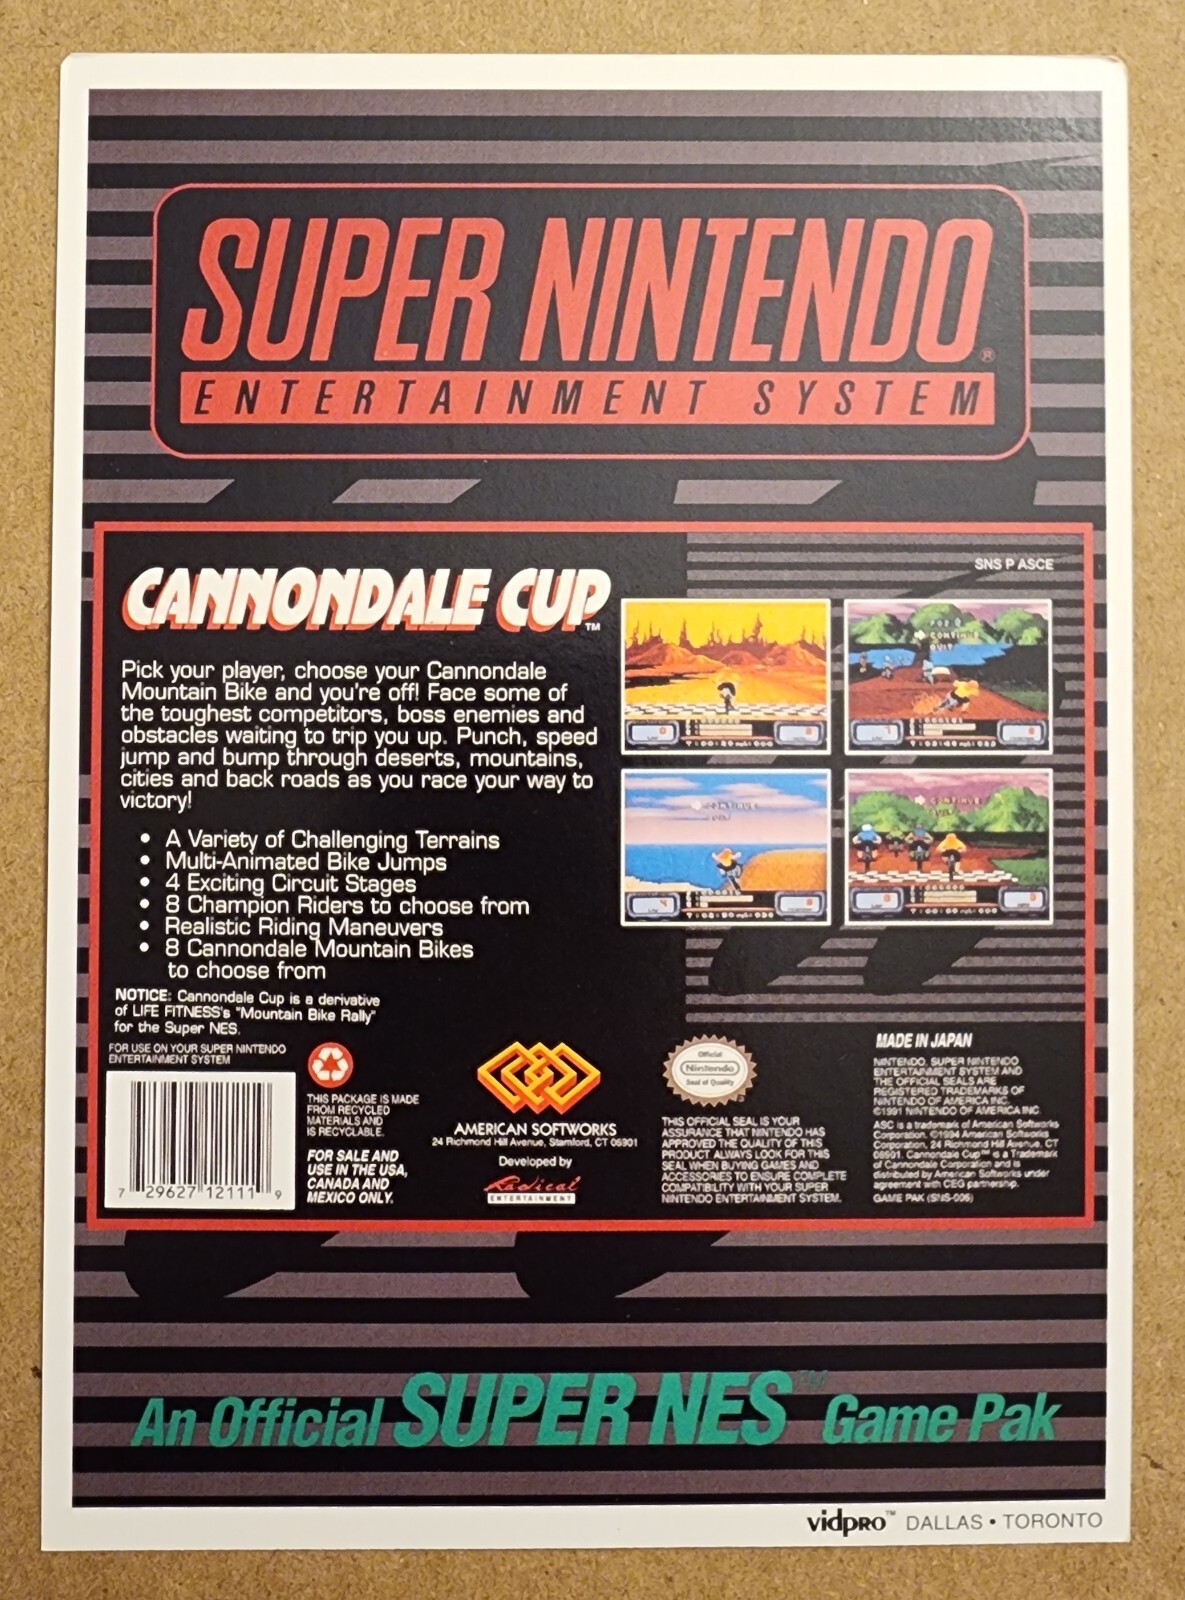 SUPER NINTENDO®
ENTERTAINMENT SYSTEM
SNS P ASCE
CANNONDALE CUP™
Pick your player, choose your Cannondale
Mountain Bike and you're off! Face some of
the toughest competitors, boss enemies and
obstacles waiting to trip you up. Punch, speed
jump and bump through deserts, mountains,
cities and back roads as you race your way to
victory!
• A Variety of Challenging Terrains
• Multi-Animated Bike Jumps
• 4 Exciting Circuit Stages
• 8 Champion Riders to choose from
• Realistic Riding Maneuvers
• 8 Cannondale Mountain Bikes
to choose from
CONTINUE
QUIT
CONTINUE
QUIT
CONTINUE
QUIT
NOTICE: Cannondale Cup is a derivative
of LIFE FITNESS's "Mountain Bike Rally"
for the Super NES.
FOR USE ON YOUR SUPER NINTENDO
ENTERTAINMENT SYSTEM
7 29627 12111 9
THIS PACKAGE IS MADE
FROM RECYCLED
MATERIALS AND
IS RECYCLABLE.
FOR SALE AND
USE IN THE USA,
CANADA AND
MEXICO ONLY.
AMERICAN SOFTWORKS
24 Richmond Hill Avenue, Stamford, CT 06901
Developed by
Radical
ENTERTAINMENT
Official
Nintendo
Seal of Quality
THIS OFFICIAL SEAL IS YOUR
ASSURANCE THAT NINTENDO HAS
APPROVED THE QUALITY OF THIS
PRODUCT. ALWAYS LOOK FOR THIS
SEAL WHEN BUYING GAMES AND
ACCESSORIES TO ENSURE COMPLETE
COMPATIBILITY WITH YOUR SUPER
NINTENDO ENTERTAINMENT SYSTEM.
MADE IN JAPAN
NINTENDO, SUPER NINTENDO
ENTERTAINMENT SYSTEM AND
THE OFFICIAL SEALS ARE
REGISTERED TRADEMARKS OF
NINTENDO OF AMERICA INC.
©1991 NINTENDO OF AMERICA INC.
ASC is a trademark of American Softworks
Corporation. ©1994 American Softworks
Corporation, 24 Richmond Hill Avenue, CT
06901. Cannondale Cup™ is a Trademark
of Cannondale Corporation and is
distributed by American Softworks under
agreement with CEG partnership.
GAME PAK (SNS-006)
An Official SUPER NES™ Game Pak
vidpro™ DALLAS • TORONTO